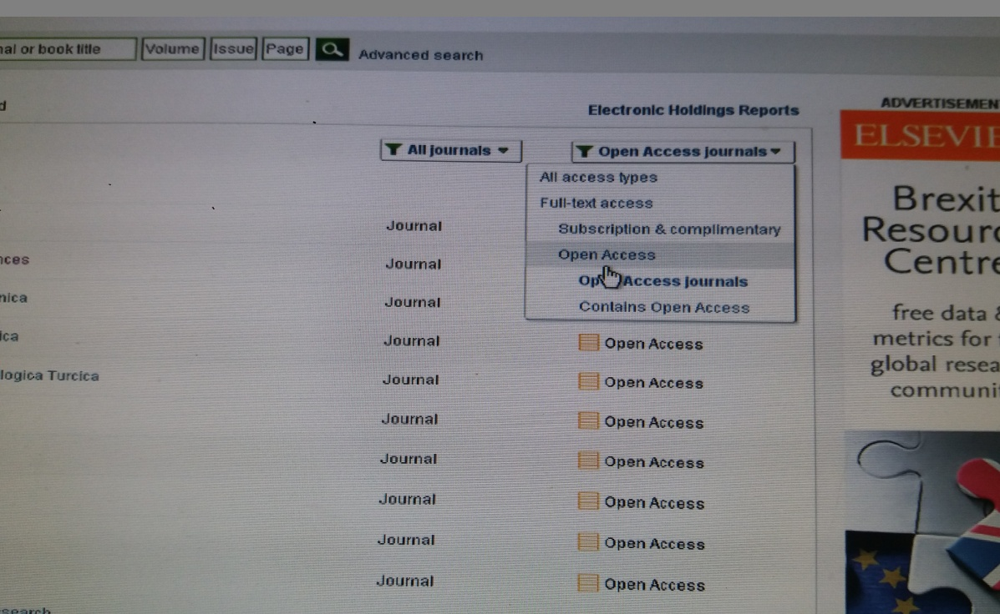 nal or book title Volume Issue Page Advanced search
d Electronic Holdings Reports ADVERTISEMEN
All journals Open Access journals ELSEVIE
All access types
Full-text access
Subscription & complimentary
Open Access
Op Access journals
Contains Open Access
Journal
nces Journal
nica Journal
ica Journal Open Access
logica Turcica Journal Open Access
Journal Open Access
Journal Open Access
Journal Open Access
Journal Open Access
Journal Open Access
search
Brexit
Resourc
Centre
free data &
metrics for
global resea
communit